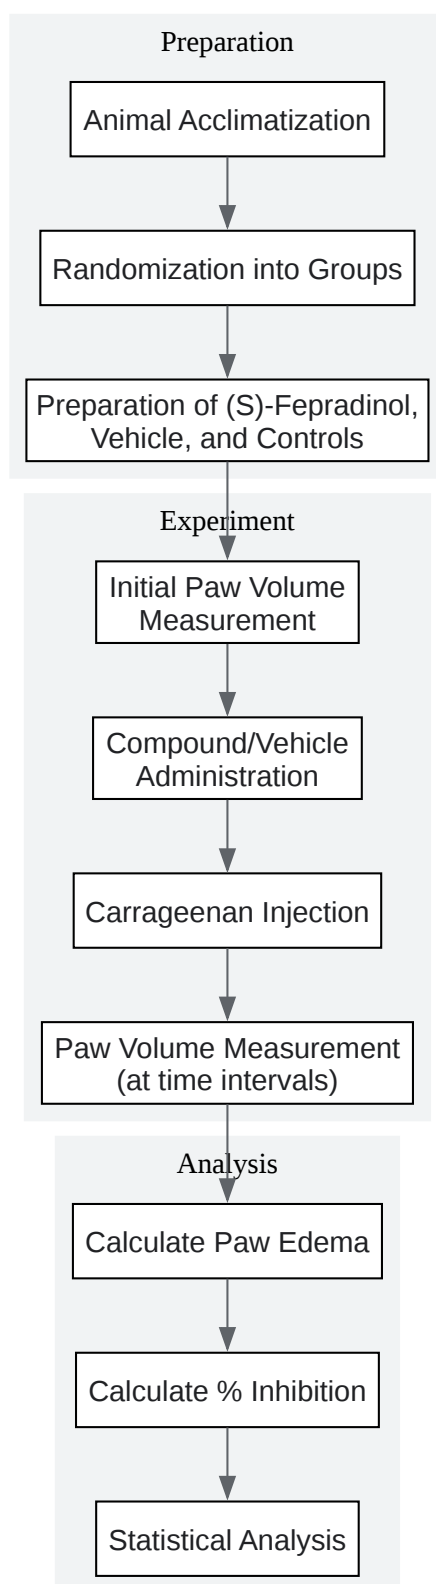 Preparation
Animal Acclimatization
Randomization into Groups
Preparation of (S)-Fepradinol,
Vehicle, and Controls
Experiment
Initial Paw Volume
Measurement
Compound/Vehicle
Administration
Carrageenan Injection
Paw Volume Measurement
(at time intervals)
Analysis
Calculate Paw Edema
Calculate % Inhibition
Statistical Analysis